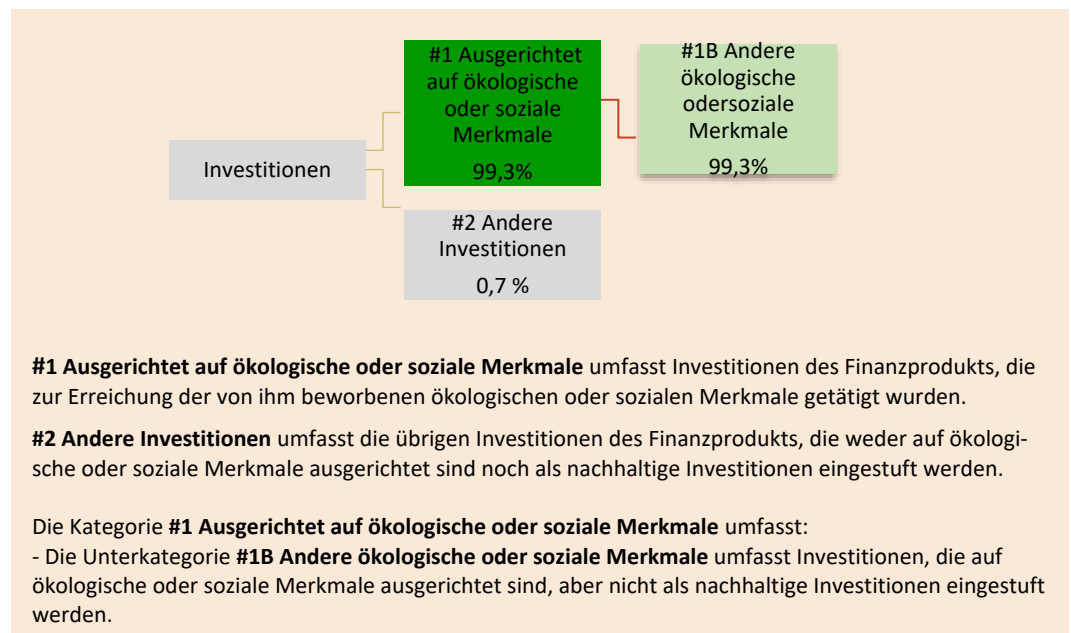 #1 Ausgerichtet
auf ökologische
oder soziale
Merkmale
99,3%
#1B Andere
ökologische
odersoziale
Merkmale
99,3%
Investitionen
#2 Andere
Investitionen
0,7 %
#1 Ausgerichtet auf ökologische oder soziale Merkmale umfasst Investitionen des Finanzprodukts, die
zur Erreichung der von ihm beworbenen ökologischen oder sozialen Merkmale getätigt wurden.
#2 Andere Investitionen umfasst die übrigen Investitionen des Finanzprodukts, die weder auf ökologi-
sche oder soziale Merkmale ausgerichtet sind noch als nachhaltige Investitionen eingestuft werden.
Die Kategorie #1 Ausgerichtet auf ökologische oder soziale Merkmale umfasst:
- Die Unterkategorie #1B Andere ökologische oder soziale Merkmale umfasst Investitionen, die auf
ökologische oder soziale Merkmale ausgerichtet sind, aber nicht als nachhaltige Investitionen eingestuft
werden.